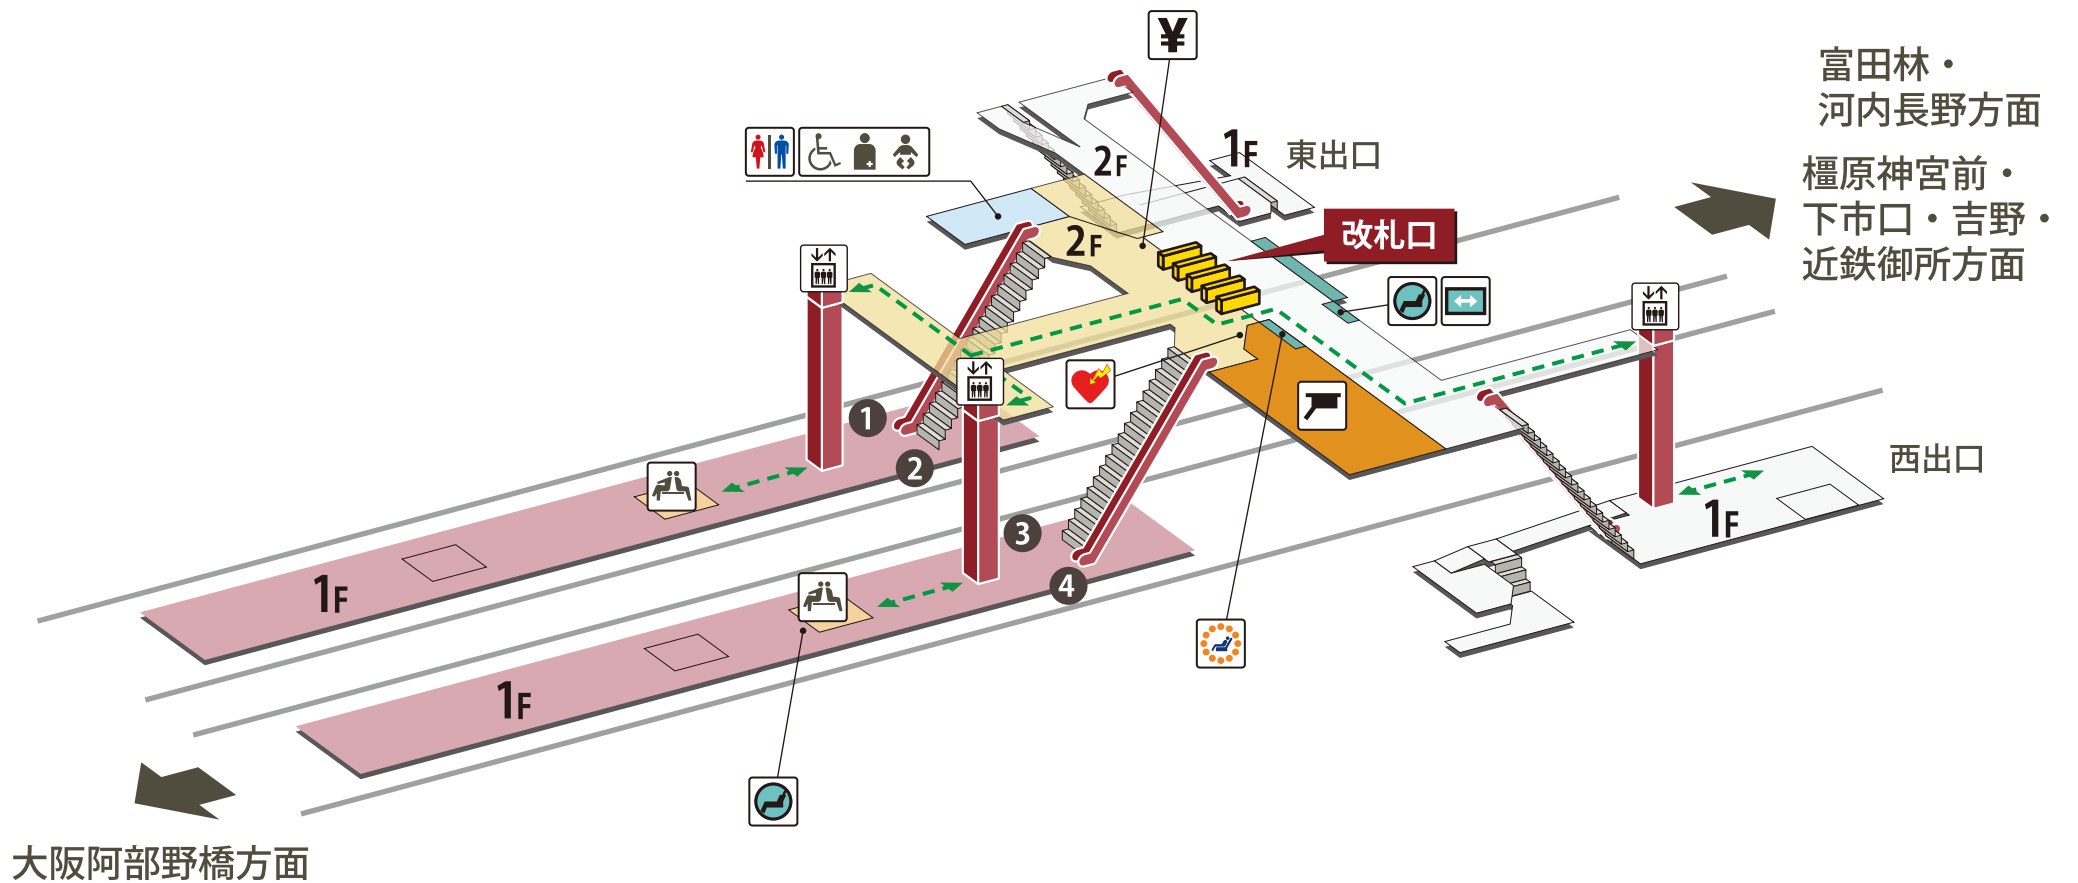 ¥
富田林・
河内長野方面
橿原神宮前・
下市口・吉野・
近鉄御所方面
1F
東出口
2F
改札口
2F
1
2
西出口
1F
3
4
1F
1F
大阪阿部野橋方面